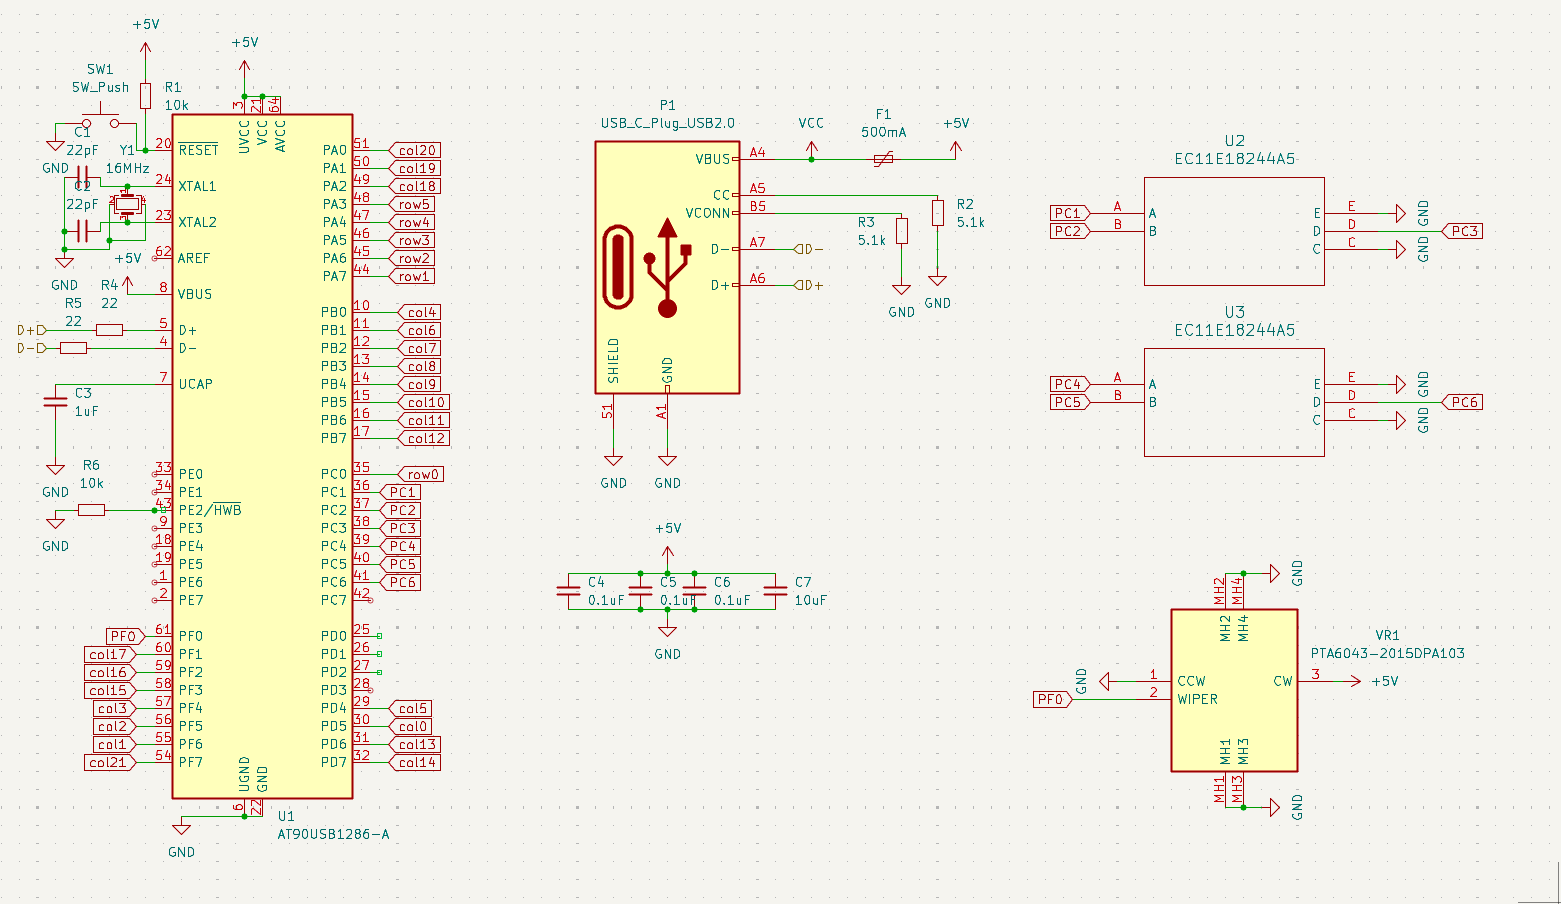 +5V
SW1
SW_Push
R1
10k
GND
C1
22pF
Y1
16MHz
C2
22pF
GND
+5V
+5V
R4
22
R5
22
D+
D-
C3
1uF
GND
R6
10k
GND
3
21
64
UVCC
VCC
AVCC
20 RESET
24 XTAL1
23 XTAL2
62 AREF
8 VBUS
5 D+
4 D-
7 UCAP
33 PE0
34 PE1
43 PE2/HWB
9 PE3
18 PE4
19 PE5
1 PE6
2 PE7
PF0 61 PF0
col17 60 PF1
col16 59 PF2
col15 58 PF3
col3 57 PF4
col2 56 PF5
col1 55 PF6
col21 54 PF7
PA0 51 col20
PA1 50 col19
PA2 49 col18
PA3 48 row5
PA4 47 row4
PA5 46 row3
PA6 45 row2
PA7 44 row1
PB0 10 col4
PB1 11 col6
PB2 12 col7
PB3 13 col8
PB4 14 col9
PB5 15 col10
PB6 16 col11
PB7 17 col12
PC0 35 row0
PC1 36 PC1
PC2 37 PC2
PC3 38 PC3
PC4 39 PC4
PC5 40 PC5
PC6 41 PC6
PC7 42
PD0 25
PD1 26
PD2 27
PD3 28
PD4 29 col5
PD5 30 col0
PD6 31 col13
PD7 32 col14
UGND
GND
6
22
U1
AT90USB1286-A
GND
P1
USB_C_Plug_USB2.0
VBUS A4
CC A5
VCONN B5
D- A7 D-
D+ A6 D+
SHIELD
GND
S1
A1
GND
GND
VCC
F1
500mA
+5V
R3
5.1k
R2
5.1k
GND
GND
+5V
C4
0.1uF
C5
0.1uF
C6
0.1uF
C7
10uF
GND
U2
EC11E18244A5
PC1 A A
PC2 B B
E E GND
D D PC3
C C GND
U3
EC11E18244A5
PC4 A A
PC5 B B
E E GND
D D PC6
C C GND
MH2
MH4
GND
MH2
MH4
VR1
PTA6043-2015DPA103
GND 1 CCW
PF0 2 WIPER
CW 3 +5V
MH1
MH3
MH1
MH3
GND